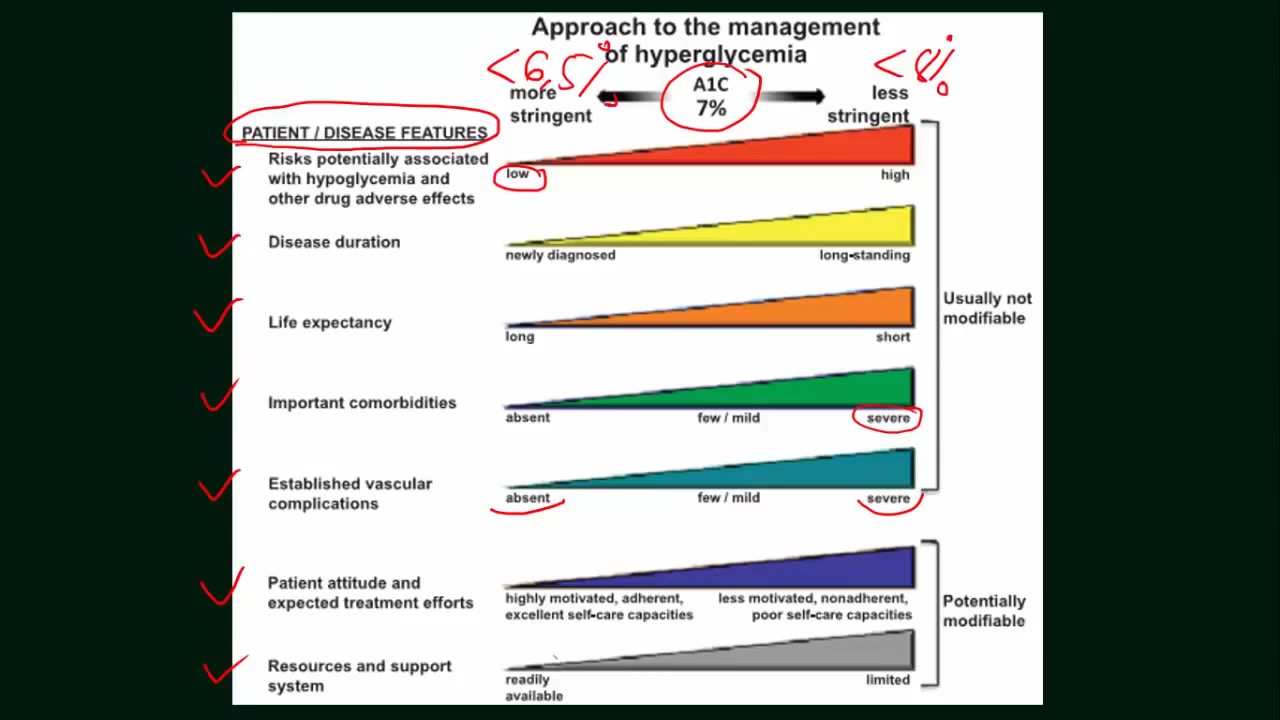 Approach to the management
of hyperglycemia
<6,5%
<8%
more
stringent
A1C
7%
less
stringent
PATIENT / DISEASE FEATURES
Risks potentially associated
with hypoglycemia and
other drug adverse effects
low
high
Disease duration
newly diagnosed
long-standing
Life expectancy
long
short
Important comorbidities
absent
few / mild
severe
Established vascular
complications
absent
few / mild
severe
Usually not
modifiable
Patient attitude and
expected treatment efforts
highly motivated, adherent,
excellent self-care capacities
less motivated, nonadherent,
poor self-care capacities
Resources and support
system
readily
available
limited
Potentially
modifiable